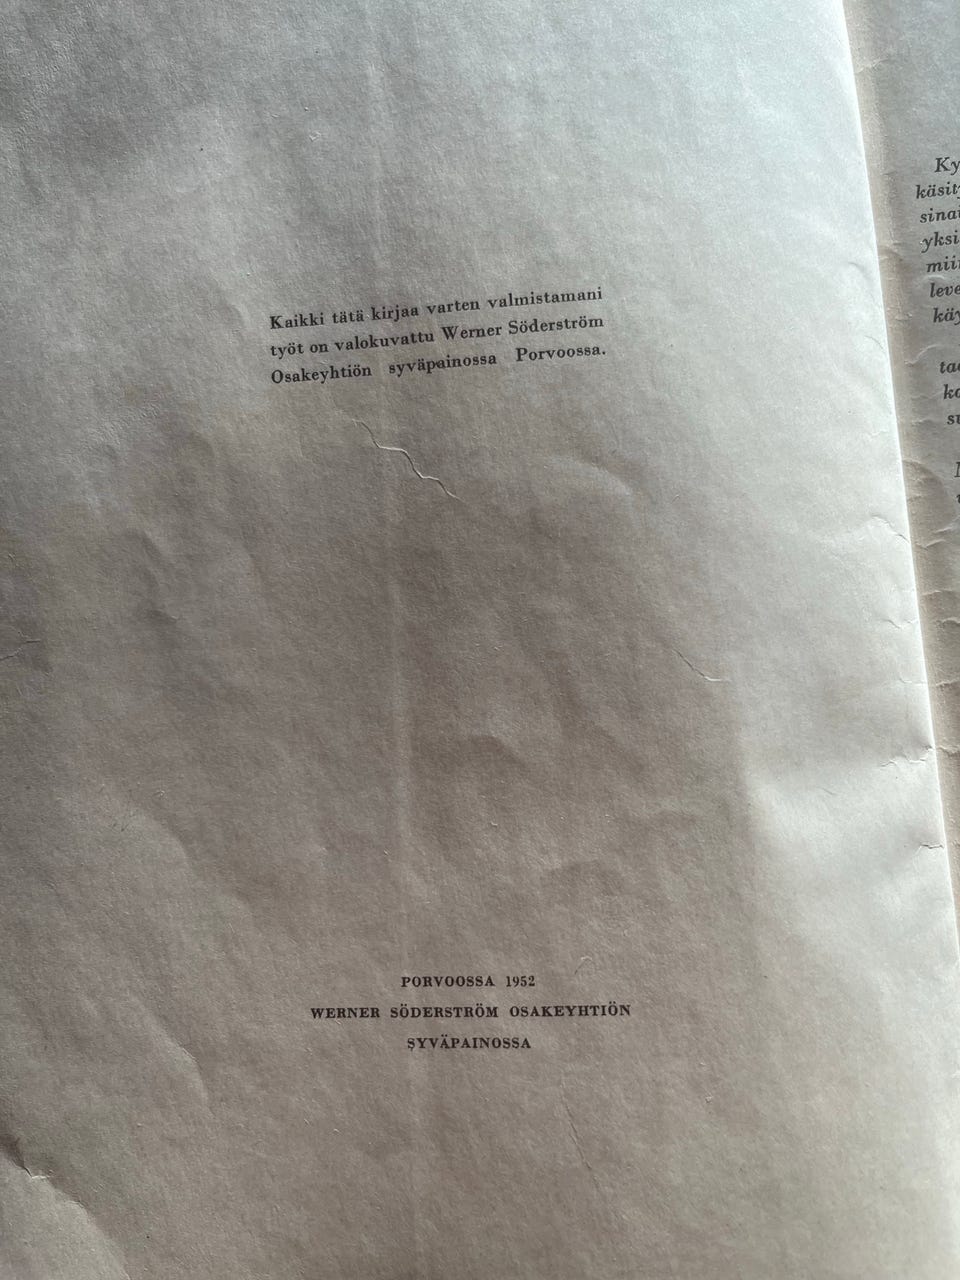 Kaikki tätä kirjaa varten valmistamani
työt on valokuvattu Werner Söderström
Osakeyhtiön syväpainossa Porvoossa.
PORVOOSSA 1952
WERNER SÖDERSTRÖM OSAKEYHTIÖN
SYVÄPAINOSSA